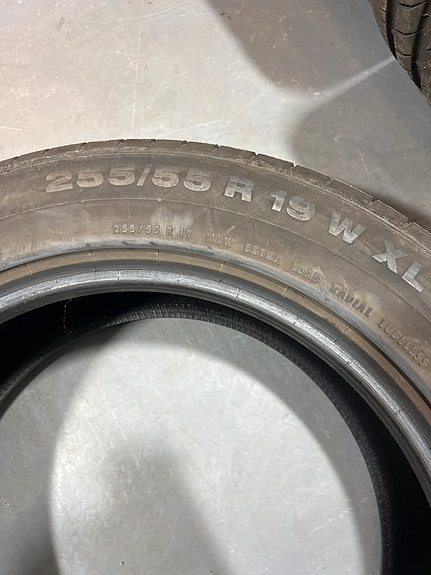 255/55 R 19 W XL
255/55 R 19 111W EXTRA LOAD RADIAL TUBELESS